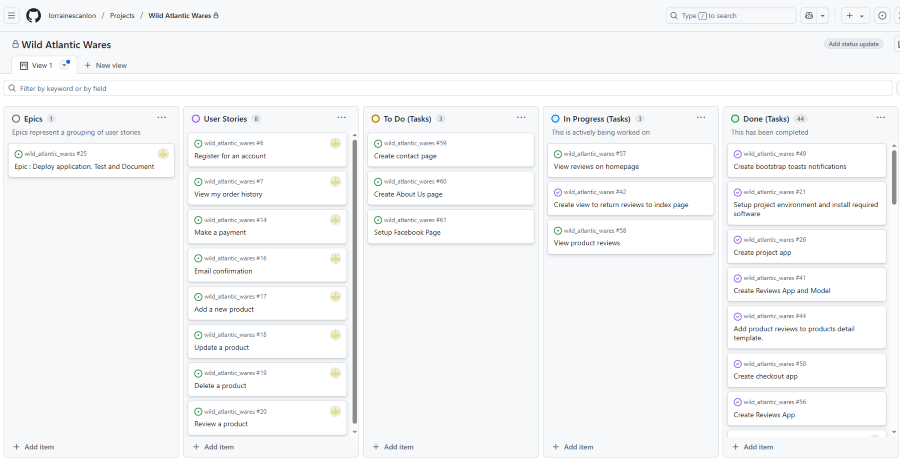 lorrainescanlon / Projects / Wild Atlantic Wares
Type / to search
Wild Atlantic Wares
Add status update
View 1
New view
Filter by keyword or by field
Epics 1
Epics represent a grouping of user stories
wild_atlantic_wares #25
Epic : Deploy application, Test and Document
Add item
User Stories 8
wild_atlantic_wares #6
Register for an account
wild_atlantic_wares #7
View my order history
wild_atlantic_wares #14
Make a payment
wild_atlantic_wares #16
Email confirmation
wild_atlantic_wares #17
Add a new product
wild_atlantic_wares #18
Update a product
wild_atlantic_wares #19
Delete a product
wild_atlantic_wares #20
Review a product
Add item
To Do (Tasks) 3
wild_atlantic_wares #59
Create contact page
wild_atlantic_wares #60
Create About Us page
wild_atlantic_wares #61
Setup Facebook Page
Add item
In Progress (Tasks) 3
This is actively being worked on
wild_atlantic_wares #57
View reviews on homepage
wild_atlantic_wares #42
Create view to return reviews to index page
wild_atlantic_wares #58
View product reviews
Add item
Done (Tasks) 44
This has been completed
wild_atlantic_wares #49
Create bootstrap toasts notifications
wild_atlantic_wares #21
Setup project environment and install required
software
wild_atlantic_wares #26
Create project app
wild_atlantic_wares #41
Create Reviews App and Model
wild_atlantic_wares #44
Add product reviews to products detail
template.
wild_atlantic_wares #50
Create checkout app
wild_atlantic_wares #56
Create Reviews App
Add item